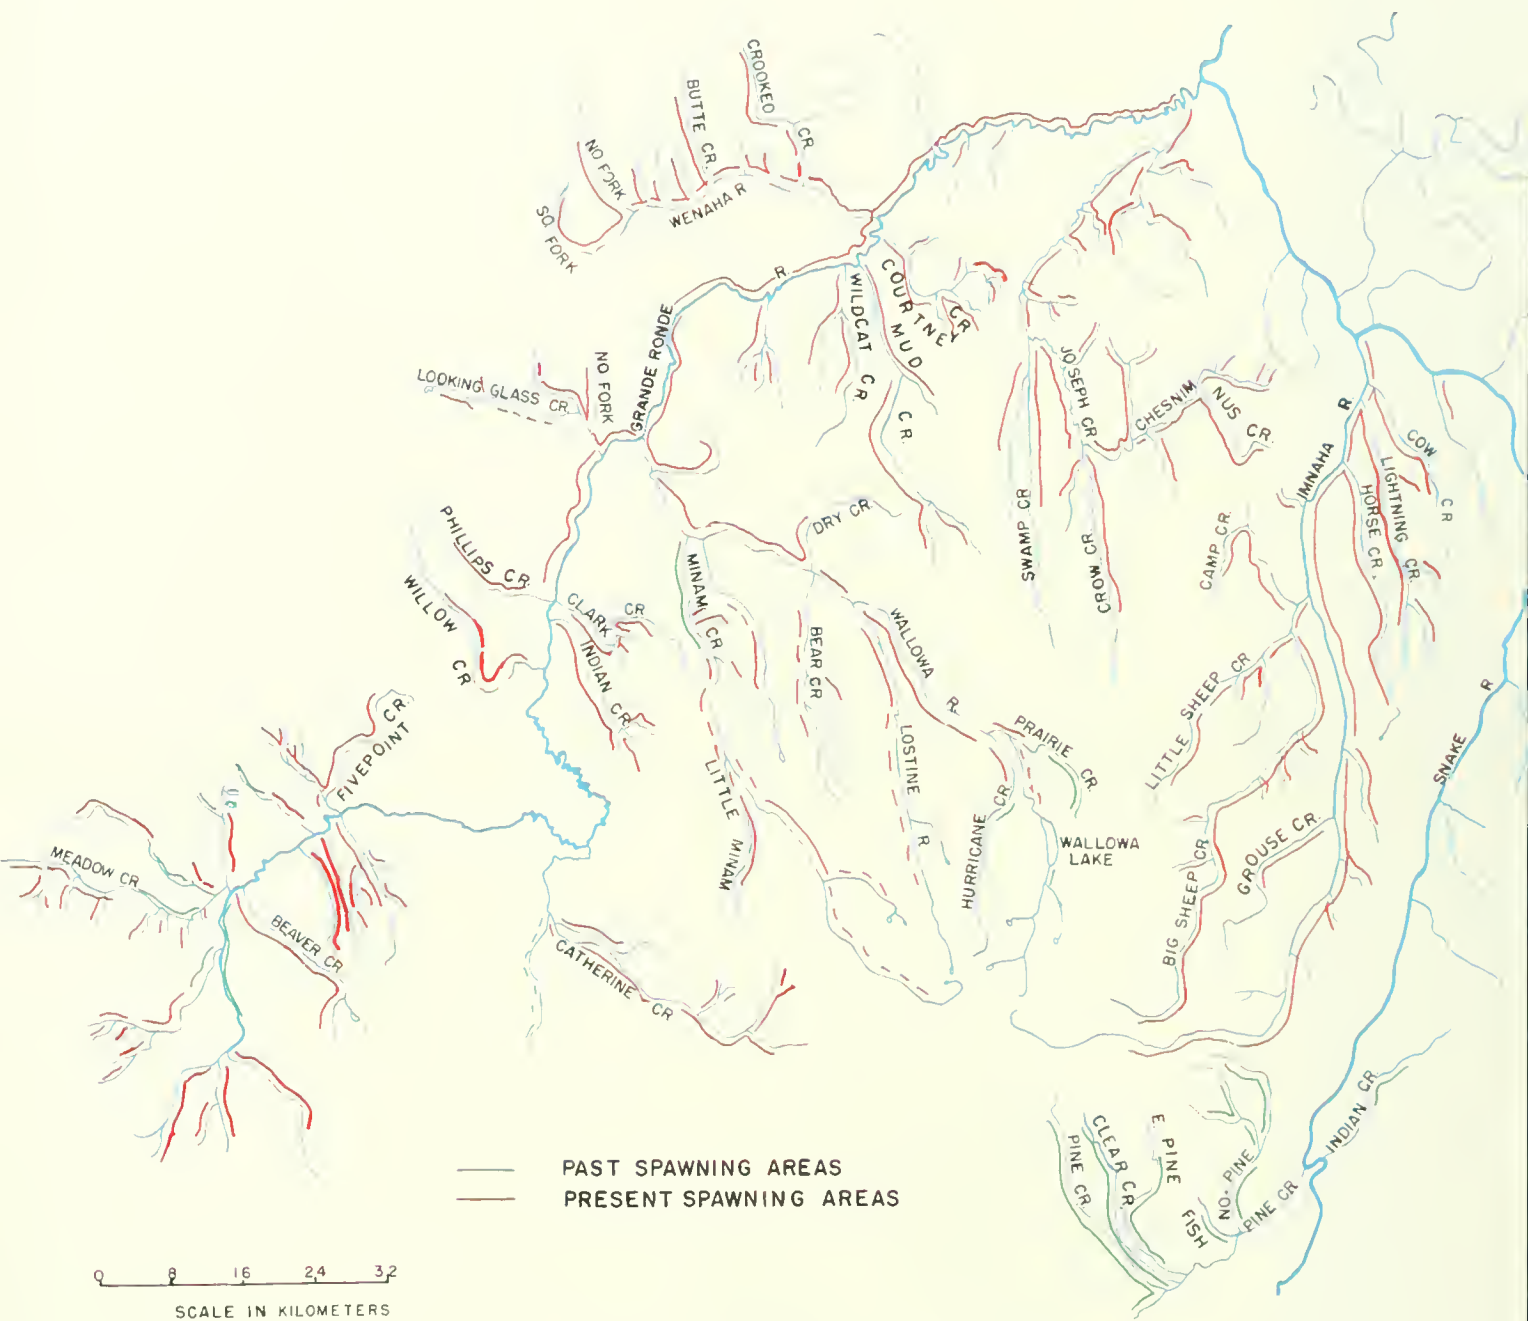 CROOKED
CR
BUTTE CR.
NO FORK
SO. FORK
WENAHA R
GRANDE RONDE
R.
COURTNEY
CR
WILDCAT
CR
MUD
CR.
LOOKING GLASS CR.
NO FORK
JOSEPH CR
CHESNIM
NUS
CR.
SWAMP CR
CROW CR.
IMNAHA
R
COW
CR
LIGHTNING
CR.
HORSE CR.
CAMP CR.
PHILLIPS CR.
WILLOW
CR
CLARK
CR
INDIAN CR.
MINAM
CR
DRY CR.
BEAR CR
WALLOWA
R.
LITTLE
MINAM
LOSTINE
R
PRAIRIE
CR.
HURRICANE
CR
WALLOWA
LAKE
LITTLE SHEEP CR
BIG SHEEP CR
GROUSE CR.
SNAKE
R
FIVEPOINT
CR
MEADOW CR.
BEAVER CR.
CATHERINE CR
PINE CR.
CLEAR CR.
E. PINE
FISH
NO. PINE
PINE CR
INDIAN CR.
PAST SPAWNING AREAS
PRESENT SPAWNING AREAS
0 8 16 24 32
SCALE IN KILOMETERS